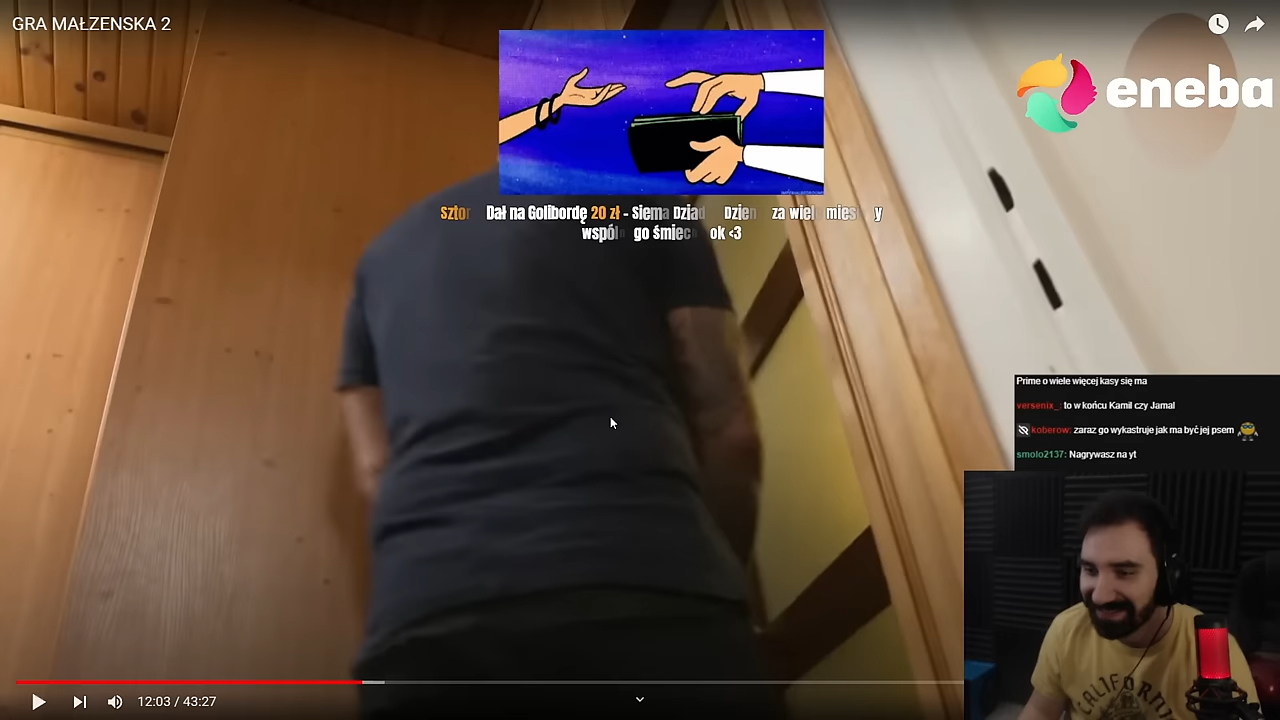 GRA MAŁZENSKA 2
eneba
Dał na Golibordę 20 zł - Siema za
go ok <3
Prime o wiele więcej kasy się ma
versenix_: to w końcu Kamil czy Jamal
koberow: zaraz go wykastruje jak ma być jej psem
smolo2137: Nagrywasz na yt
CALIFORNI
12:03 / 43:27